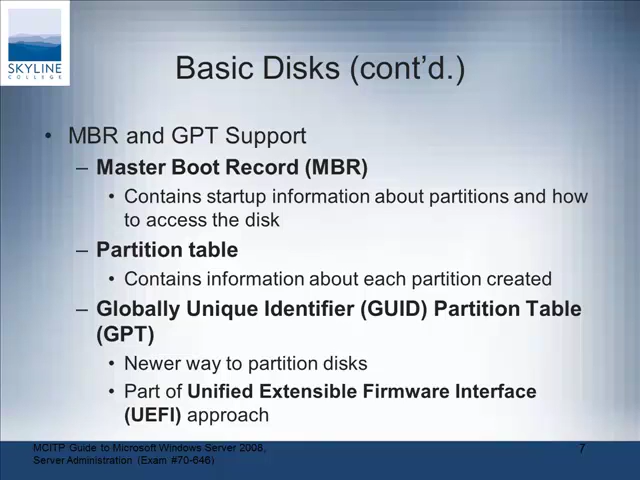 SKYLINE
COLLEGE
Basic Disks (cont’d.)
• MBR and GPT Support
– Master Boot Record (MBR)
• Contains startup information about partitions and how
to access the disk
– Partition table
• Contains information about each partition created
– Globally Unique Identifier (GUID) Partition Table
(GPT)
• Newer way to partition disks
• Part of Unified Extensible Firmware Interface
(UEFI) approach
MCITP Guide to Microsoft Windows Server 2008,
Server Administration (Exam #70-646)
7